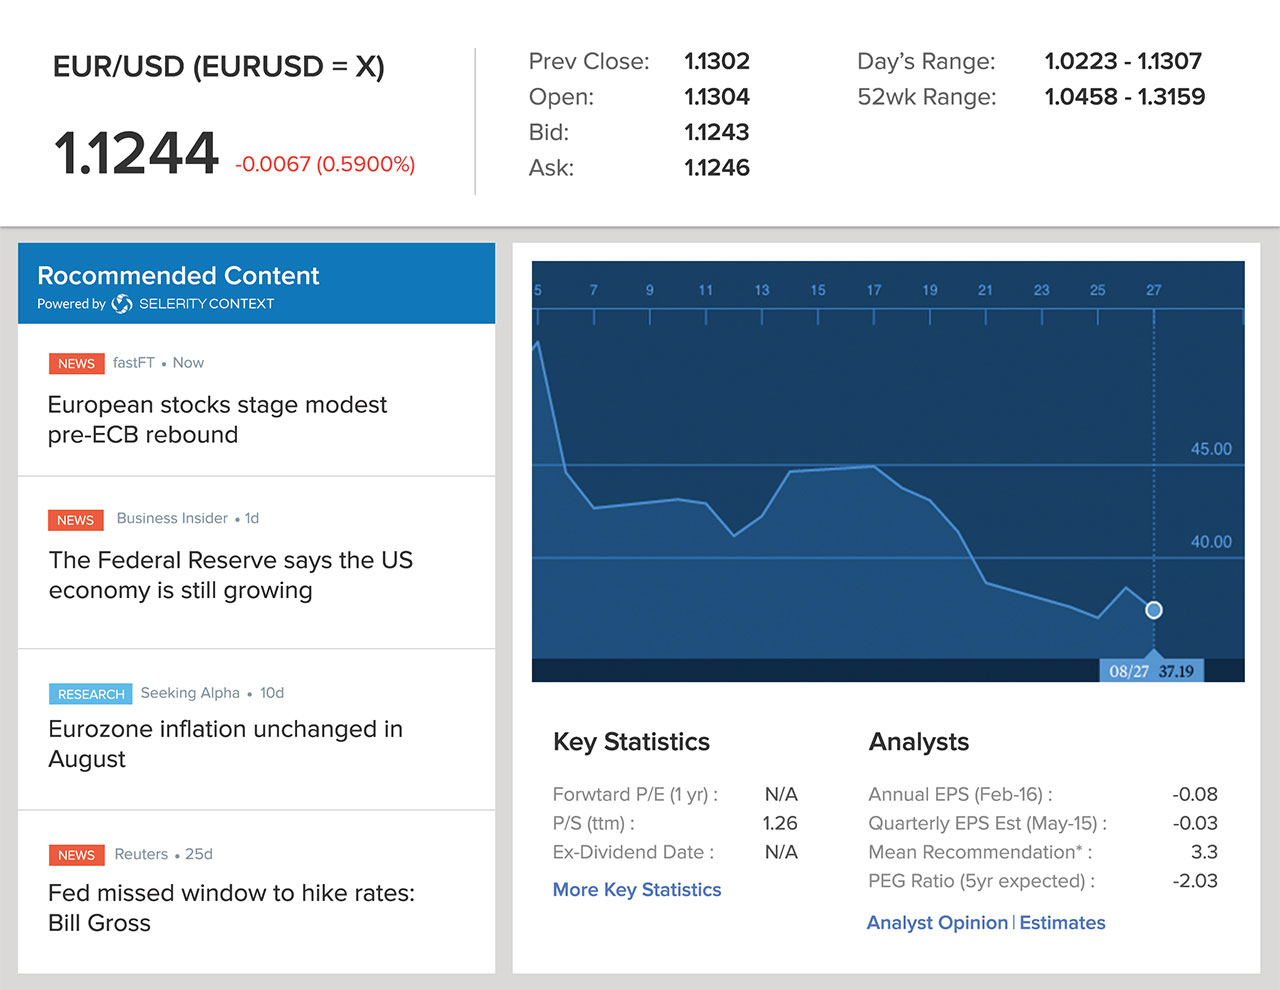 EUR/USD (EURUSD = X)
1.1244 -0.0067 (0.5900%)
Prev Close: 1.1302
Open: 1.1304
Bid: 1.1243
Ask: 1.1246
Day’s Range: 1.0223 - 1.1307
52wk Range: 1.0458 - 1.3159
Rocommended Content
Powered by SELERITY CONTEXT
NEWS fastFT • Now
European stocks stage modest
pre-ECB rebound
NEWS Business Insider • 1d
The Federal Reserve says the US
economy is still growing
RESEARCH Seeking Alpha • 10d
Eurozone inflation unchanged in
August
NEWS Reuters • 25d
Fed missed window to hike rates:
Bill Gross
5 7 9 11 13 15 17 19 21 23 25 27
45.00
40.00
08/27 37.19
Key Statistics
Forwtard P/E (1 yr) : N/A
P/S (ttm) : 1.26
Ex-Dividend Date : N/A
More Key Statistics
Analysts
Annual EPS (Feb-16) : -0.08
Quarterly EPS Est (May-15) : -0.03
Mean Recommendation* : 3.3
PEG Ratio (5yr expected) : -2.03
Analyst Opinion | Estimates